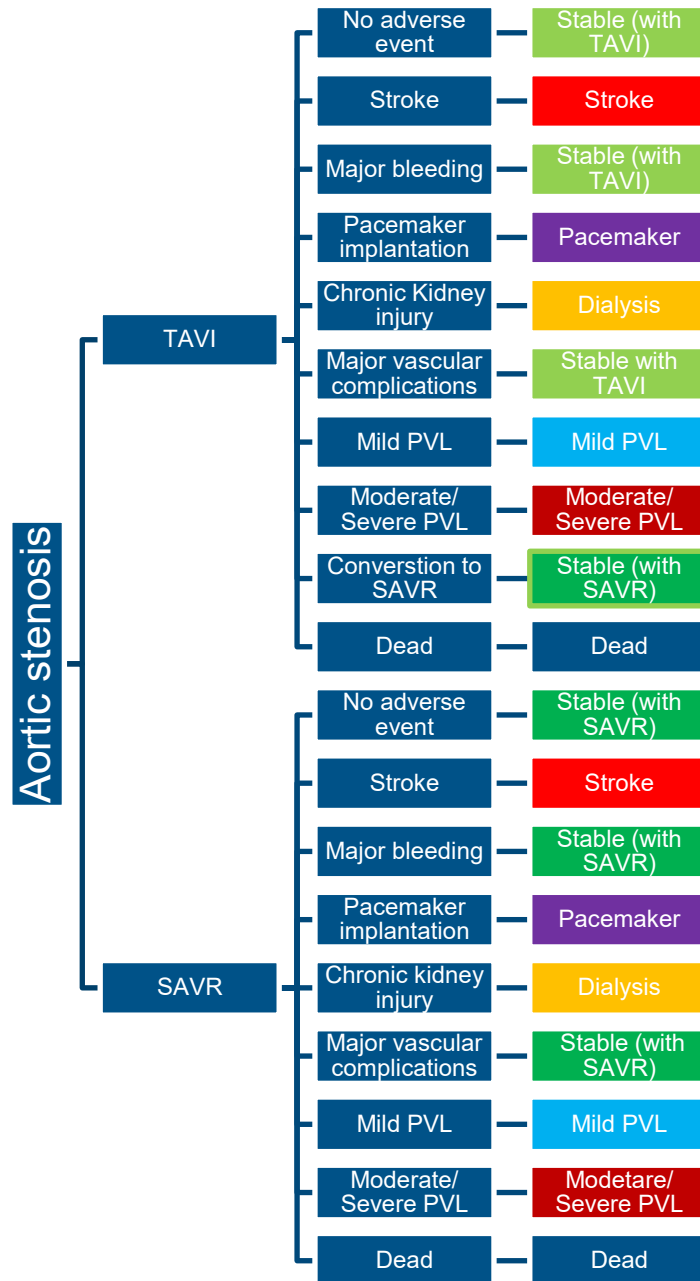 Aortic stenosis
TAVI
No adverse
event
Stable (with
TAVI)
Stroke
Stroke
Major bleeding
Stable (with
TAVI)
Pacemaker
implantation
Pacemaker
Chronic Kidney
injury
Dialysis
Major vascular
complications
Stable with
TAVI
Mild PVL
Mild PVL
Moderate/
Severe PVL
Moderate/
Severe PVL
Converstion to
SAVR
Stable (with
SAVR)
Dead
Dead
SAVR
No adverse
event
Stable (with
SAVR)
Stroke
Stroke
Major bleeding
Stable (with
SAVR)
Pacemaker
implantation
Pacemaker
Chronic kidney
injury
Dialysis
Major vascular
complications
Stable (with
SAVR)
Mild PVL
Mild PVL
Moderate/
Severe PVL
Modetare/
Severe PVL
Dead
Dead